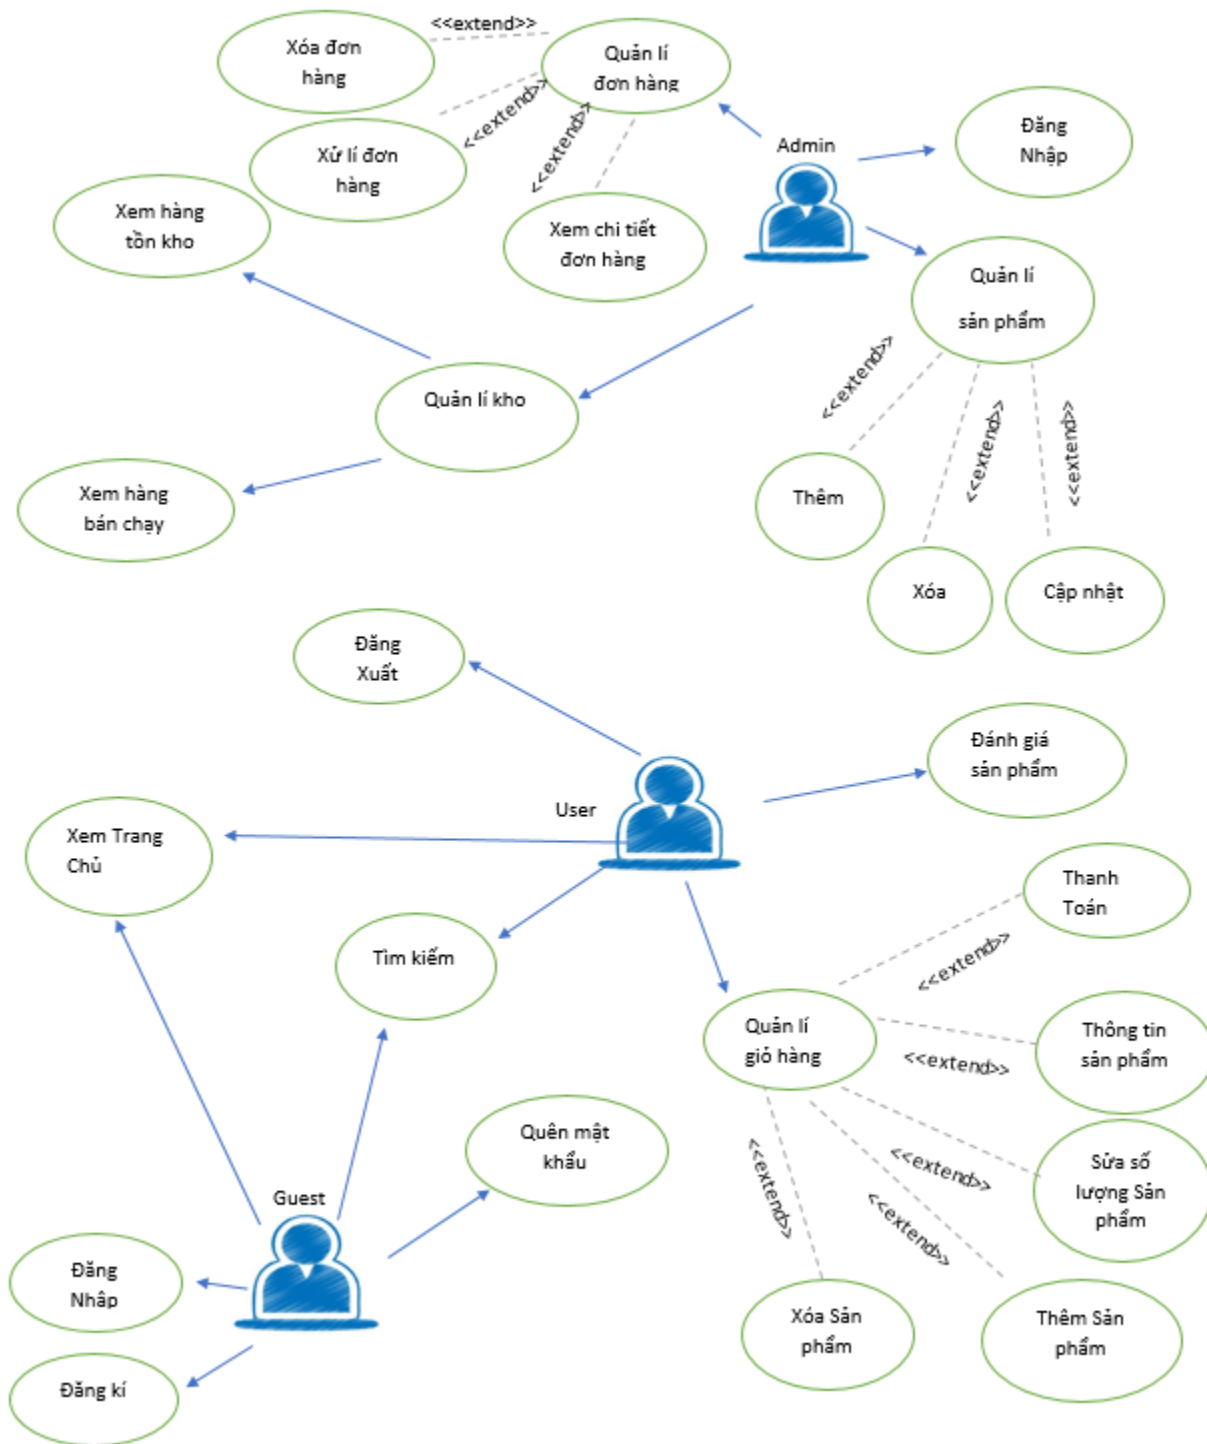 <<extend>>
Xóa đơn
hàng
Quản lí
đơn hàng
<<extend>>
<<extend>>
Xử lí đơn
hàng
Admin
Đăng
Nhập
Xem hàng
tồn kho
Xem chi tiết
đơn hàng
Quản lí
sản phẩm
<<extend>>
<<extend>>
<<extend>>
Quản lí kho
Xem hàng
bán chạy
Thêm
Xóa
Cập nhật
Đăng
Xuất
Đánh giá
sản phẩm
User
Xem Trang
Chủ
Thanh
Toán
Tìm kiếm
<<extend>>
Quản lí
giỏ hàng
Thông tin
sản phẩm
<<extend>>
Quên mật
khẩu
<<extend>>
<<extend>>
<<extend>>
Sửa số
lượng Sản
phẩm
Guest
Đăng
Nhập
Xóa Sản
phẩm
Thêm Sản
phẩm
Đăng kí